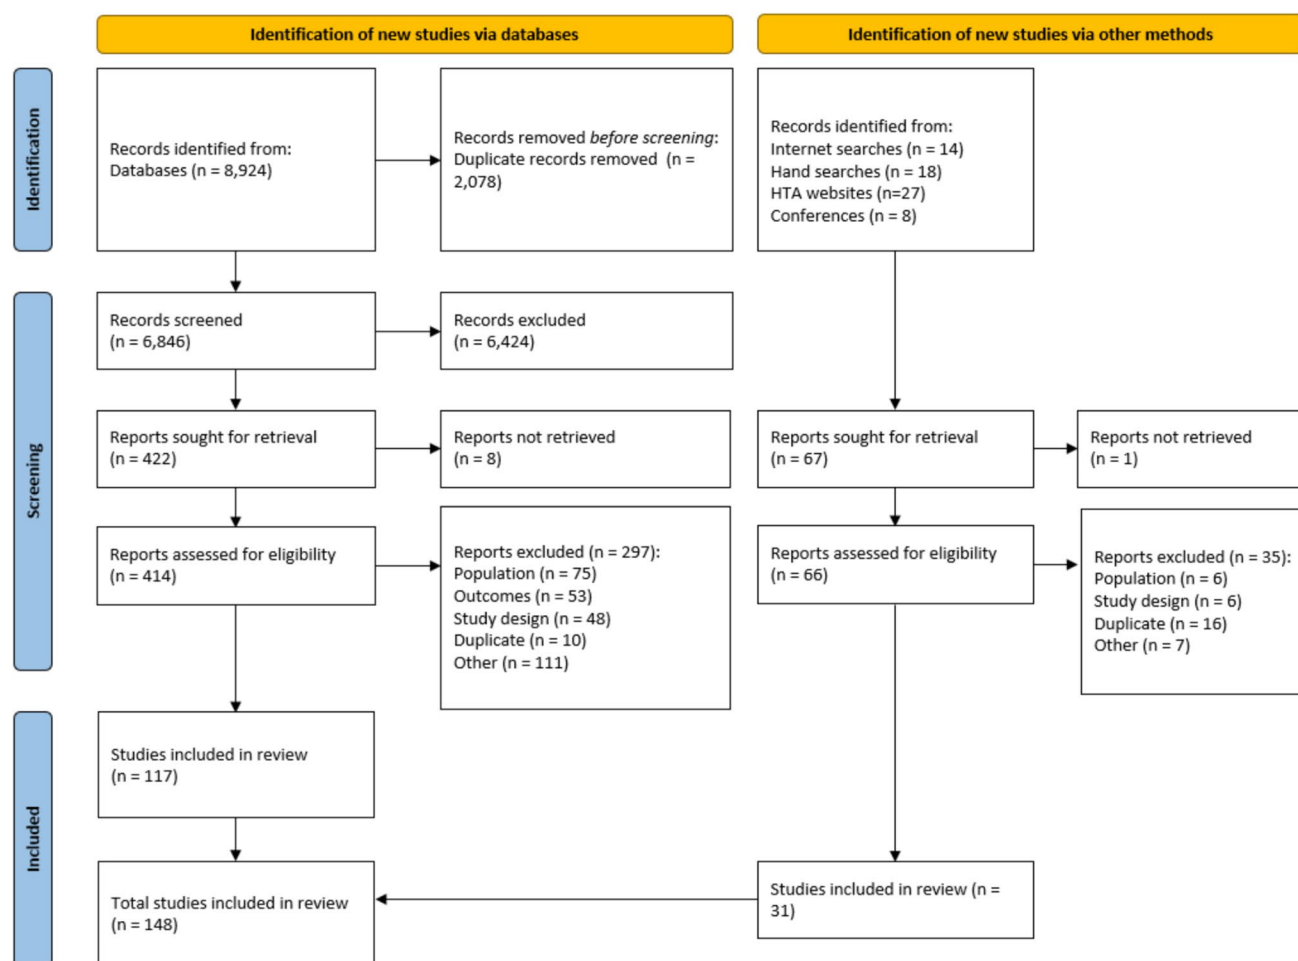 Identification of new studies via databases
Identification of new studies via other methods
Identification
Records identified from:
Databases (n = 8,924)
Records removed before screening:
Duplicate records removed  (n =
2,078)
Records identified from:
Internet searches (n = 14)
Hand searches (n = 18)
HTA websites (n=27)
Conferences (n = 8)
Screening
Records screened
(n = 6,846)
Records excluded
(n = 6,424)
Reports sought for retrieval
(n = 422)
Reports not retrieved
(n = 8)
Reports sought for retrieval
(n = 67)
Reports not retrieved
(n = 1)
Reports assessed for eligibility
(n = 414)
Reports excluded (n = 297):
Population (n = 75)
Outcomes (n = 53)
Study design (n = 48)
Duplicate (n = 10)
Other (n = 111)
Reports assessed for eligibility
(n = 66)
Reports excluded (n = 35):
Population (n = 6)
Study design (n = 6)
Duplicate (n = 16)
Other (n = 7)
Included
Studies included in review
(n = 117)
Total studies included in review
(n = 148)
Studies included in review (n =
31)